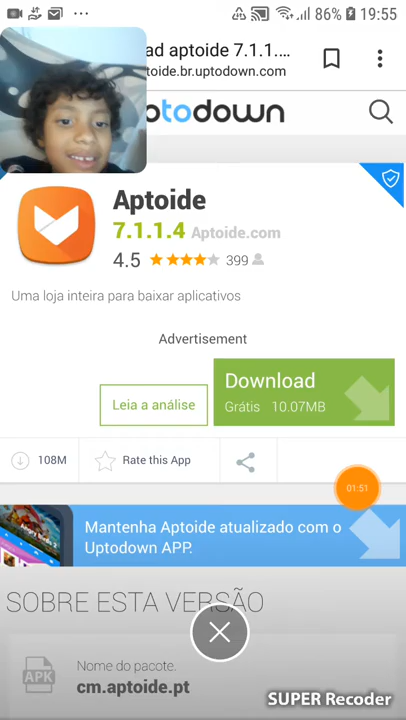 86% 19:55
ad aptoide 7.1.1....
toide.br.uptodown.com
ptodown
Aptoide
7.1.1.4 Aptoide.com
4.5 399
Uma loja inteira para baixar aplicativos
Advertisement
Leia a análise
Download
Grátis 10.07MB
108M
Rate this App
01:51
Mantenha Aptoide atualizado com o
Uptodown APP.
SOBRE ESTA VERSÃO
APK
Nome do pacote.
cm.aptoide.pt
SUPER Recoder